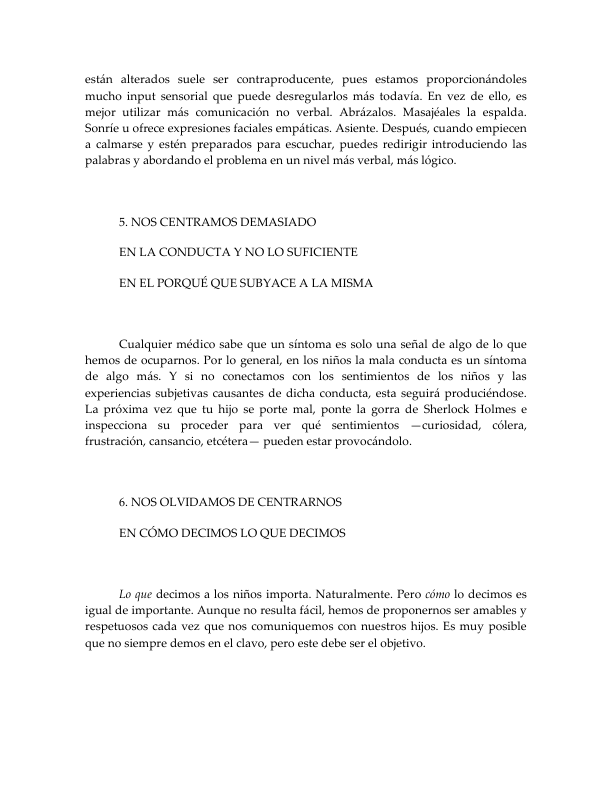 están alterados suele ser contraproducente, pues estamos proporcionándoles
mucho input sensorial que puede desregularlos más todavía. En vez de ello, es
mejor utilizar más comunicación no verbal. Abrázalos. Masajéales la espalda.
Sonríe u ofrece expresiones faciales empáticas. Asiente. Después, cuando empiecen
a calmarse y estén preparados para escuchar, puedes redirigir introduciendo las
palabras y abordando el problema en un nivel más verbal, más lógico.
5. NOS CENTRAMOS DEMASIADO
EN LA CONDUCTA Y NO LO SUFICIENTE
EN EL PORQUÉ QUE SUBYACE A LA MISMA
Cualquier médico sabe que un síntoma es solo una señal de algo de lo que
hemos de ocuparnos. Por lo general, en los niños la mala conducta es un síntoma
de algo más. Y si no conectamos con los sentimientos de los niños y las
experiencias subjetivas causantes de dicha conducta, esta seguirá produciéndose.
La próxima vez que tu hijo se porte mal, ponte la gorra de Sherlock Holmes e
inspecciona su proceder para ver qué sentimientos —curiosidad, cólera,
frustración, cansancio, etcétera— pueden estar provocándolo.
6. NOS OLVIDAMOS DE CENTRARNOS
EN CÓMO DECIMOS LO QUE DECIMOS
Lo que decimos a los niños importa. Naturalmente. Pero cómo lo decimos es
igual de importante. Aunque no resulta fácil, hemos de proponernos ser amables y
respetuosos cada vez que nos comuniquemos con nuestros hijos. Es muy posible
que no siempre demos en el clavo, pero este debe ser el objetivo.